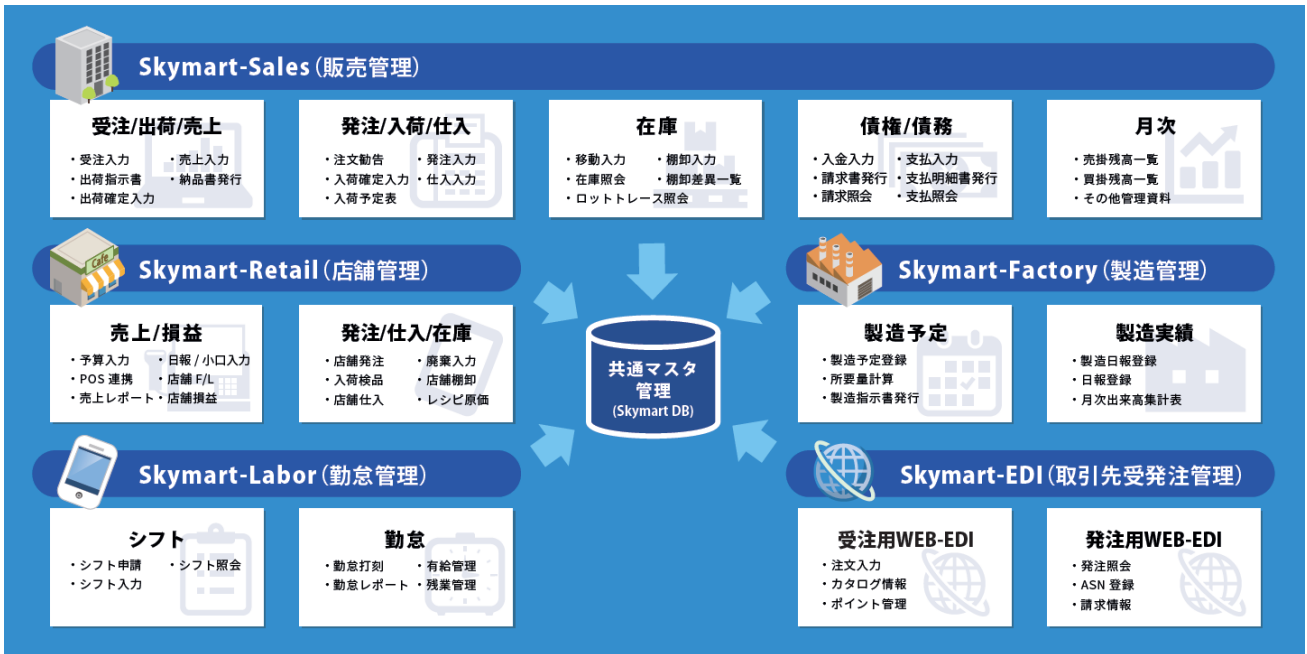 Skymart-Sales(販売管理)
受注/出荷/売上
・受注入力 ・売上入力
・出荷指示書 ・納品書発行
・出荷確定入力
発注/入荷/仕入
・注文勧告 ・発注入力
・入荷確定入力 ・仕入入力
・入荷予定表
在庫
・移動入力 ・棚卸入力
・在庫照会 ・棚卸差異一覧
・ロットトレース照会
債権/債務
・入金入力 ・支払入力
・請求書発行 ・支払明細書発行
・請求照会 ・支払照会
月次
・売掛残高一覧
・買掛残高一覧
・その他管理資料
Cafe
Skymart-Retail(店舗管理)
売上/損益
・予算入力 ・日報 / 小口入力
・POS 連携 ・店舗 F/L
・売上レポート ・店舗損益
発注/仕入/在庫
・店舗発注 ・廃棄入力
・入荷検品 ・店舗棚卸
・店舗仕入 ・レシピ原価
共通マスタ
管理
(Skymart DB)
Skymart-Factory(製造管理)
製造予定
・製造予定登録
・所要量計算
・製造指示書発行
製造実績
・製造日報登録
・日報登録
・月次出来高集計表
Skymart-Labor(勤怠管理)
シフト
・シフト申請 ・シフト照会
・シフト入力
勤怠
・勤怠打刻 ・有給管理
・勤怠レポート ・残業管理
Skymart-EDI(取引先受発注管理)
受注用WEB-EDI
・注文入力
・カタログ情報
・ポイント管理
発注用WEB-EDI
・発注照会
・ASN 登録
・請求情報